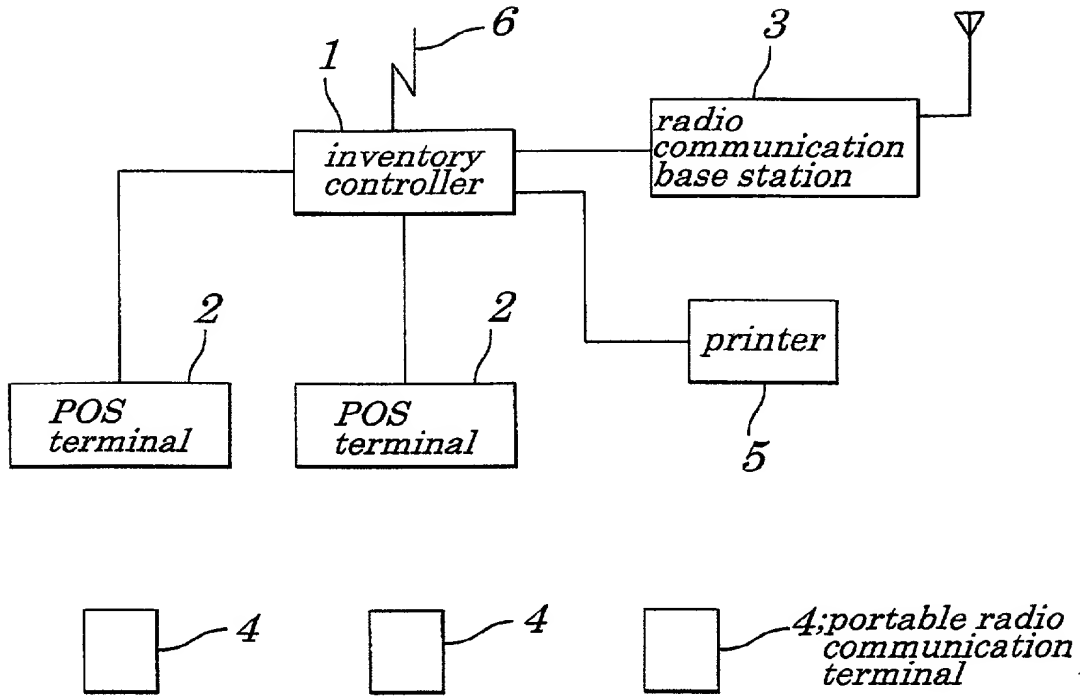 6
1
3
inventory
controller
radio
communication
base station
2
2
POS
terminal
POS
terminal
printer
5
4
4
4;portable radio
communication
terminal